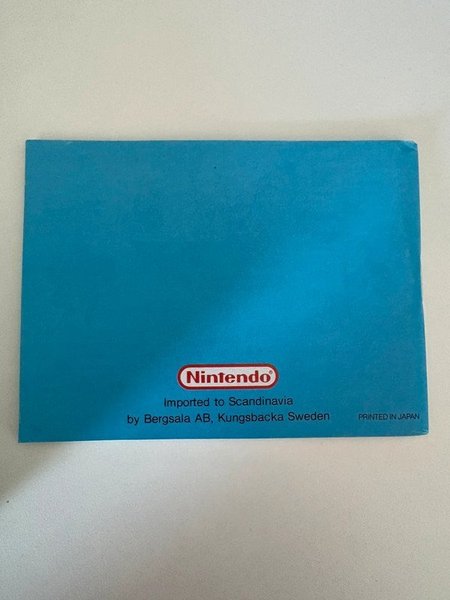 Nintendo®
Imported to Scandinavia
by Bergsala AB, Kungsbacka Sweden
PRINTED IN JAPAN